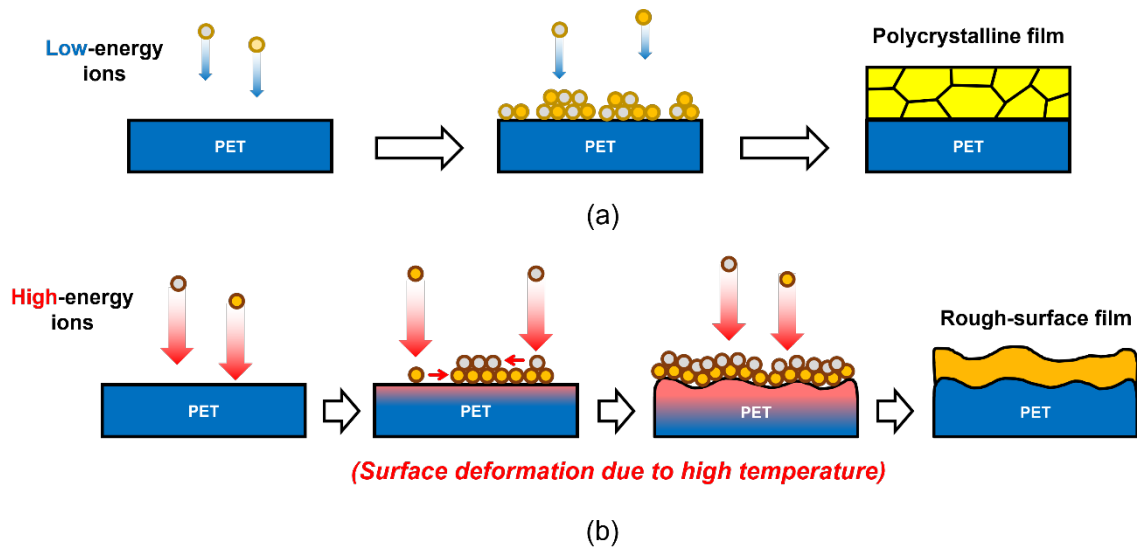 Low-energy
ions
Polycrystalline film
PET
PET
PET
(a)
High-energy
ions
Rough-surface film
PET
PET
PET
PET
(Surface deformation due to high temperature)
(b)